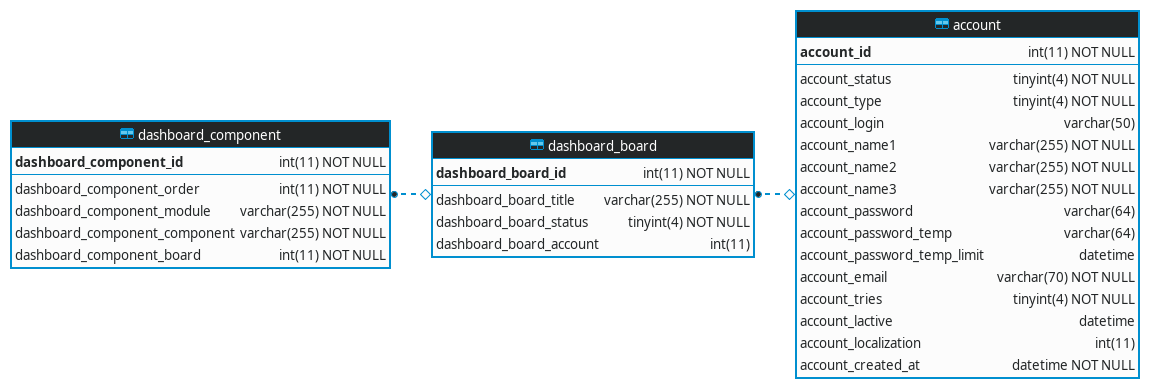 dashboard_component
dashboard_component_id int(11) NOT NULL
dashboard_component_order int(11) NOT NULL
dashboard_component_module varchar(255) NOT NULL
dashboard_component_component varchar(255) NOT NULL
dashboard_component_board int(11) NOT NULL
dashboard_board
dashboard_board_id int(11) NOT NULL
dashboard_board_title varchar(255) NOT NULL
dashboard_board_status tinyint(4) NOT NULL
dashboard_board_account int(11)
account
account_id int(11) NOT NULL
account_status tinyint(4) NOT NULL
account_type tinyint(4) NOT NULL
account_login varchar(50)
account_name1 varchar(255) NOT NULL
account_name2 varchar(255) NOT NULL
account_name3 varchar(255) NOT NULL
account_password varchar(64)
account_password_temp varchar(64)
account_password_temp_limit datetime
account_email varchar(70) NOT NULL
account_tries tinyint(4) NOT NULL
account_lactive datetime
account_localization int(11)
account_created_at datetime NOT NULL